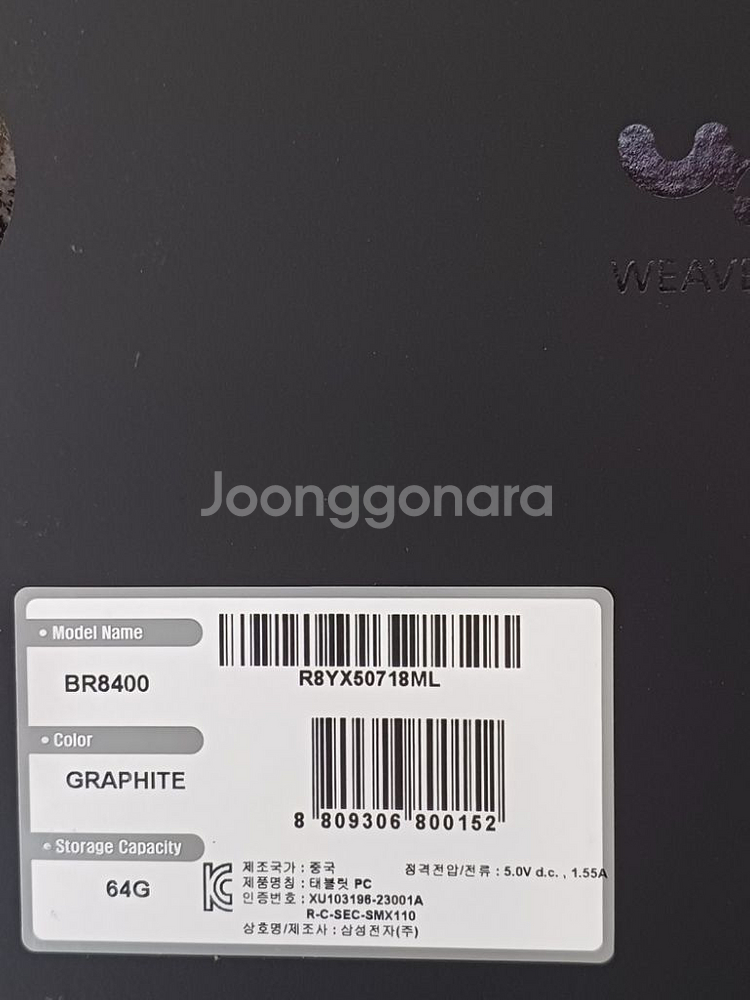 WEAVE
Joonggonara
• Model Name
BR8400
R8YX50718ML
• Color
GRAPHITE
8 809306 800152
• Storage Capacity
64G
제조국가 : 중국
정격전압/전류 : 5.0V d.c. , 1.55A
제품명칭 : 태블릿 PC
인증번호 : XU103196-23001A
R-C-SEC-SMX110
상호명/제조사 : 삼성전자(주)